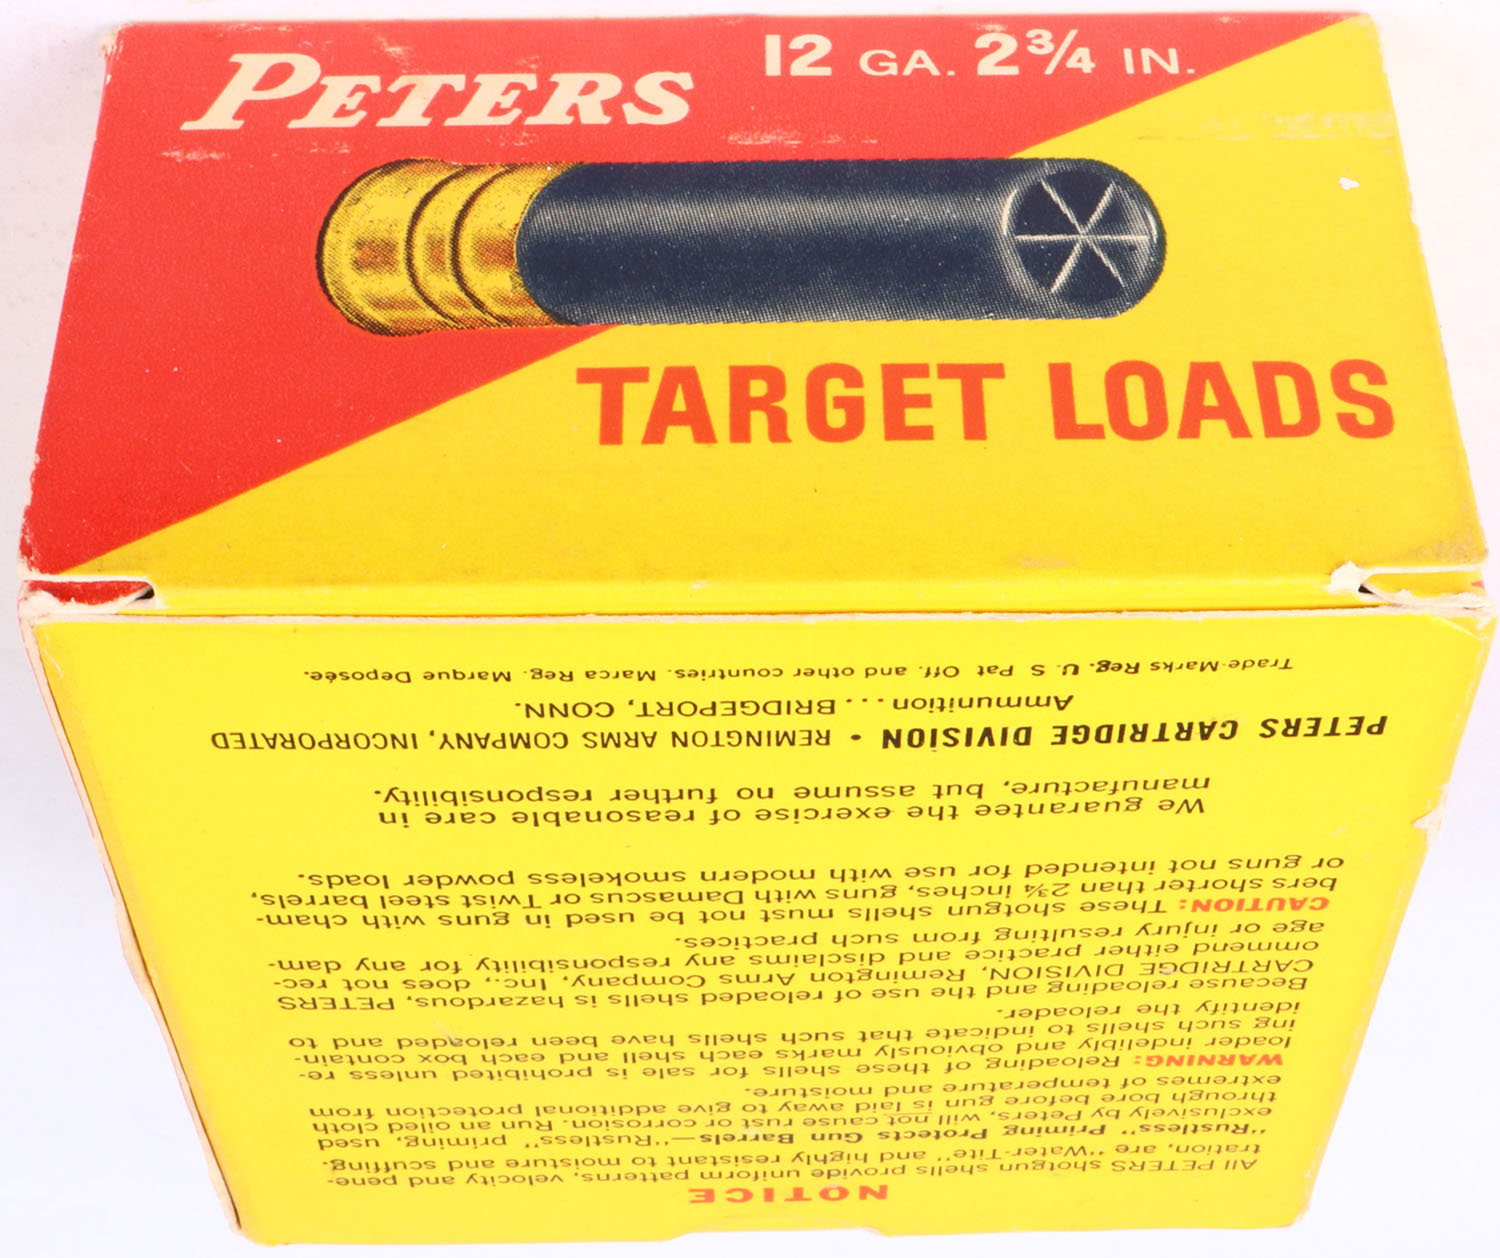 PETERS
12 GA. 2¾ IN.
TARGET LOADS
NOTICE
All PETERS shotgun shells provide uniform patterns, velocity and pene-
tration, are "Water-Tite" and highly resistant to moisture and scuffing.
"Rustless" Priming Protects Gun Barrels—"Rustless" priming, used
exclusively by Peters, will not cause rust or corrosion. Run an oiled cloth
through bore before gun is laid away to give additional protection from
extremes of temperature and moisture.
WARNING: Reloading of these shells for sale is prohibited unless re-
loader indelibly and obviously marks each shell and each box contain-
ing such shells to indicate that such shells have been reloaded and to
identify the reloader.
Because reloading and the use of reloaded shells is hazardous, PETERS
CARTRIDGE DIVISION, Remington Arms Company, Inc., does not rec-
ommend either practice and disclaims any responsibility for any dam-
age or injury resulting from such practices.
CAUTION: These shotgun shells must not be used in guns with cham-
bers shorter than 2¾ inches, guns with Damascus or Twist steel barrels,
or guns not intended for use with modern smokeless powder loads.
We guarantee the exercise of reasonable care in
manufacture, but assume no further responsibility.
PETERS CARTRIDGE DIVISION • REMINGTON ARMS COMPANY, INCORPORATED
Ammunition . . . BRIDGEPORT, CONN.
Trade-Marks Reg. U. S Pat Off. and other countries. Marca Reg. Marque Deposée.